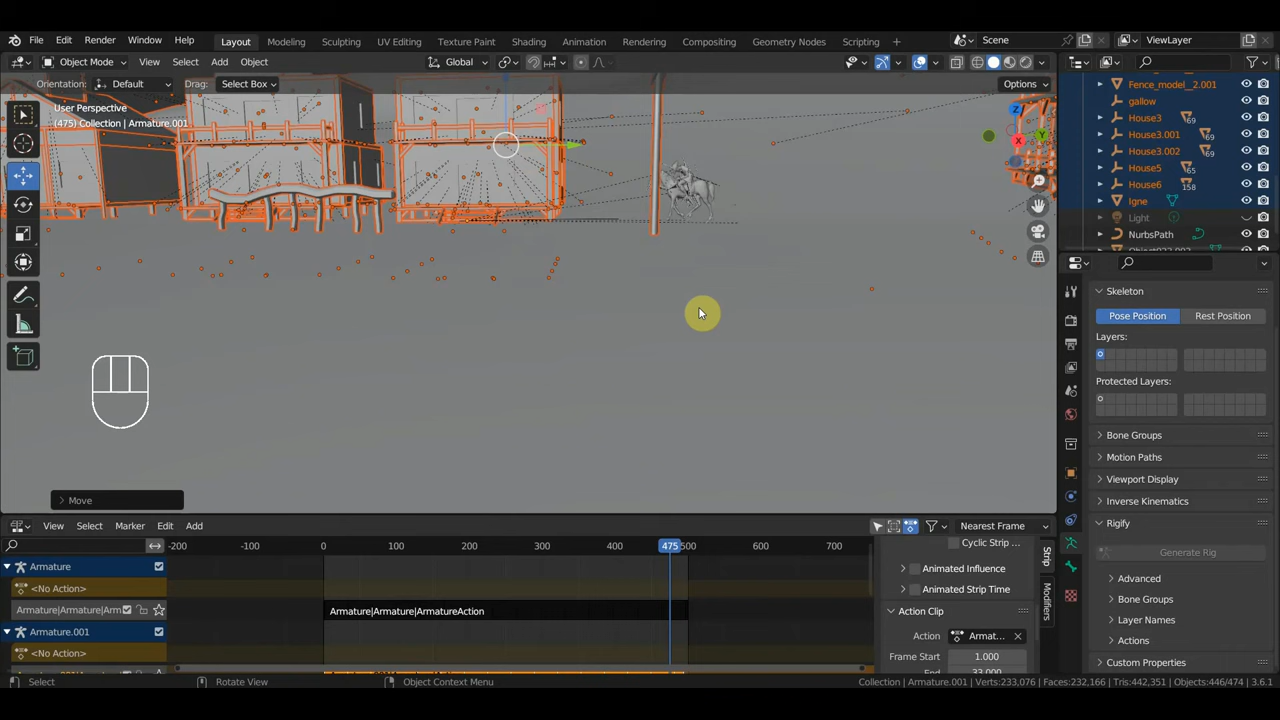 File Edit Render Window Help Layout Modeling Sculpting UV Editing Texture Paint Shading Animation Rendering Compositing Geometry Nodes Scripting + Scene ViewLayer
Object Mode View Select Add Object Global
Orientation: Default Drag: Select Box Options
User Perspective
(475) Collection | Armature.001
X
Y
Z
Fence_model__2.001
gallow
House3 69
House3.001 69
House3.002 69
House5 65
House6 158
Igne
Light
NurbsPath
Skeleton
Pose Position Rest Position
Layers:
Protected Layers:
Bone Groups
Motion Paths
Viewport Display
Inverse Kinematics
Rigify
Generate Rig
Advanced
Bone Groups
Layer Names
Actions
Custom Properties
Move
View Select Marker Edit Add Nearest Frame
-200 -100 0 100 200 300 400 475 500 600 700
Armature
<No Action>
Armature|Armature|Arm
Armature|Armature|ArmatureAction
Armature.001
<No Action>
Cyclic Strip ...
Animated Influence
Animated Strip Time
Action Clip
Action Armat...
Frame Start 1.000
End 33.000
Strip
Modifiers
Select Rotate View Object Context Menu Collection | Armature.001 | Verts:233,076 | Faces:232,166 | Tris:442,351 | Objects:446/474 | 3.6.1